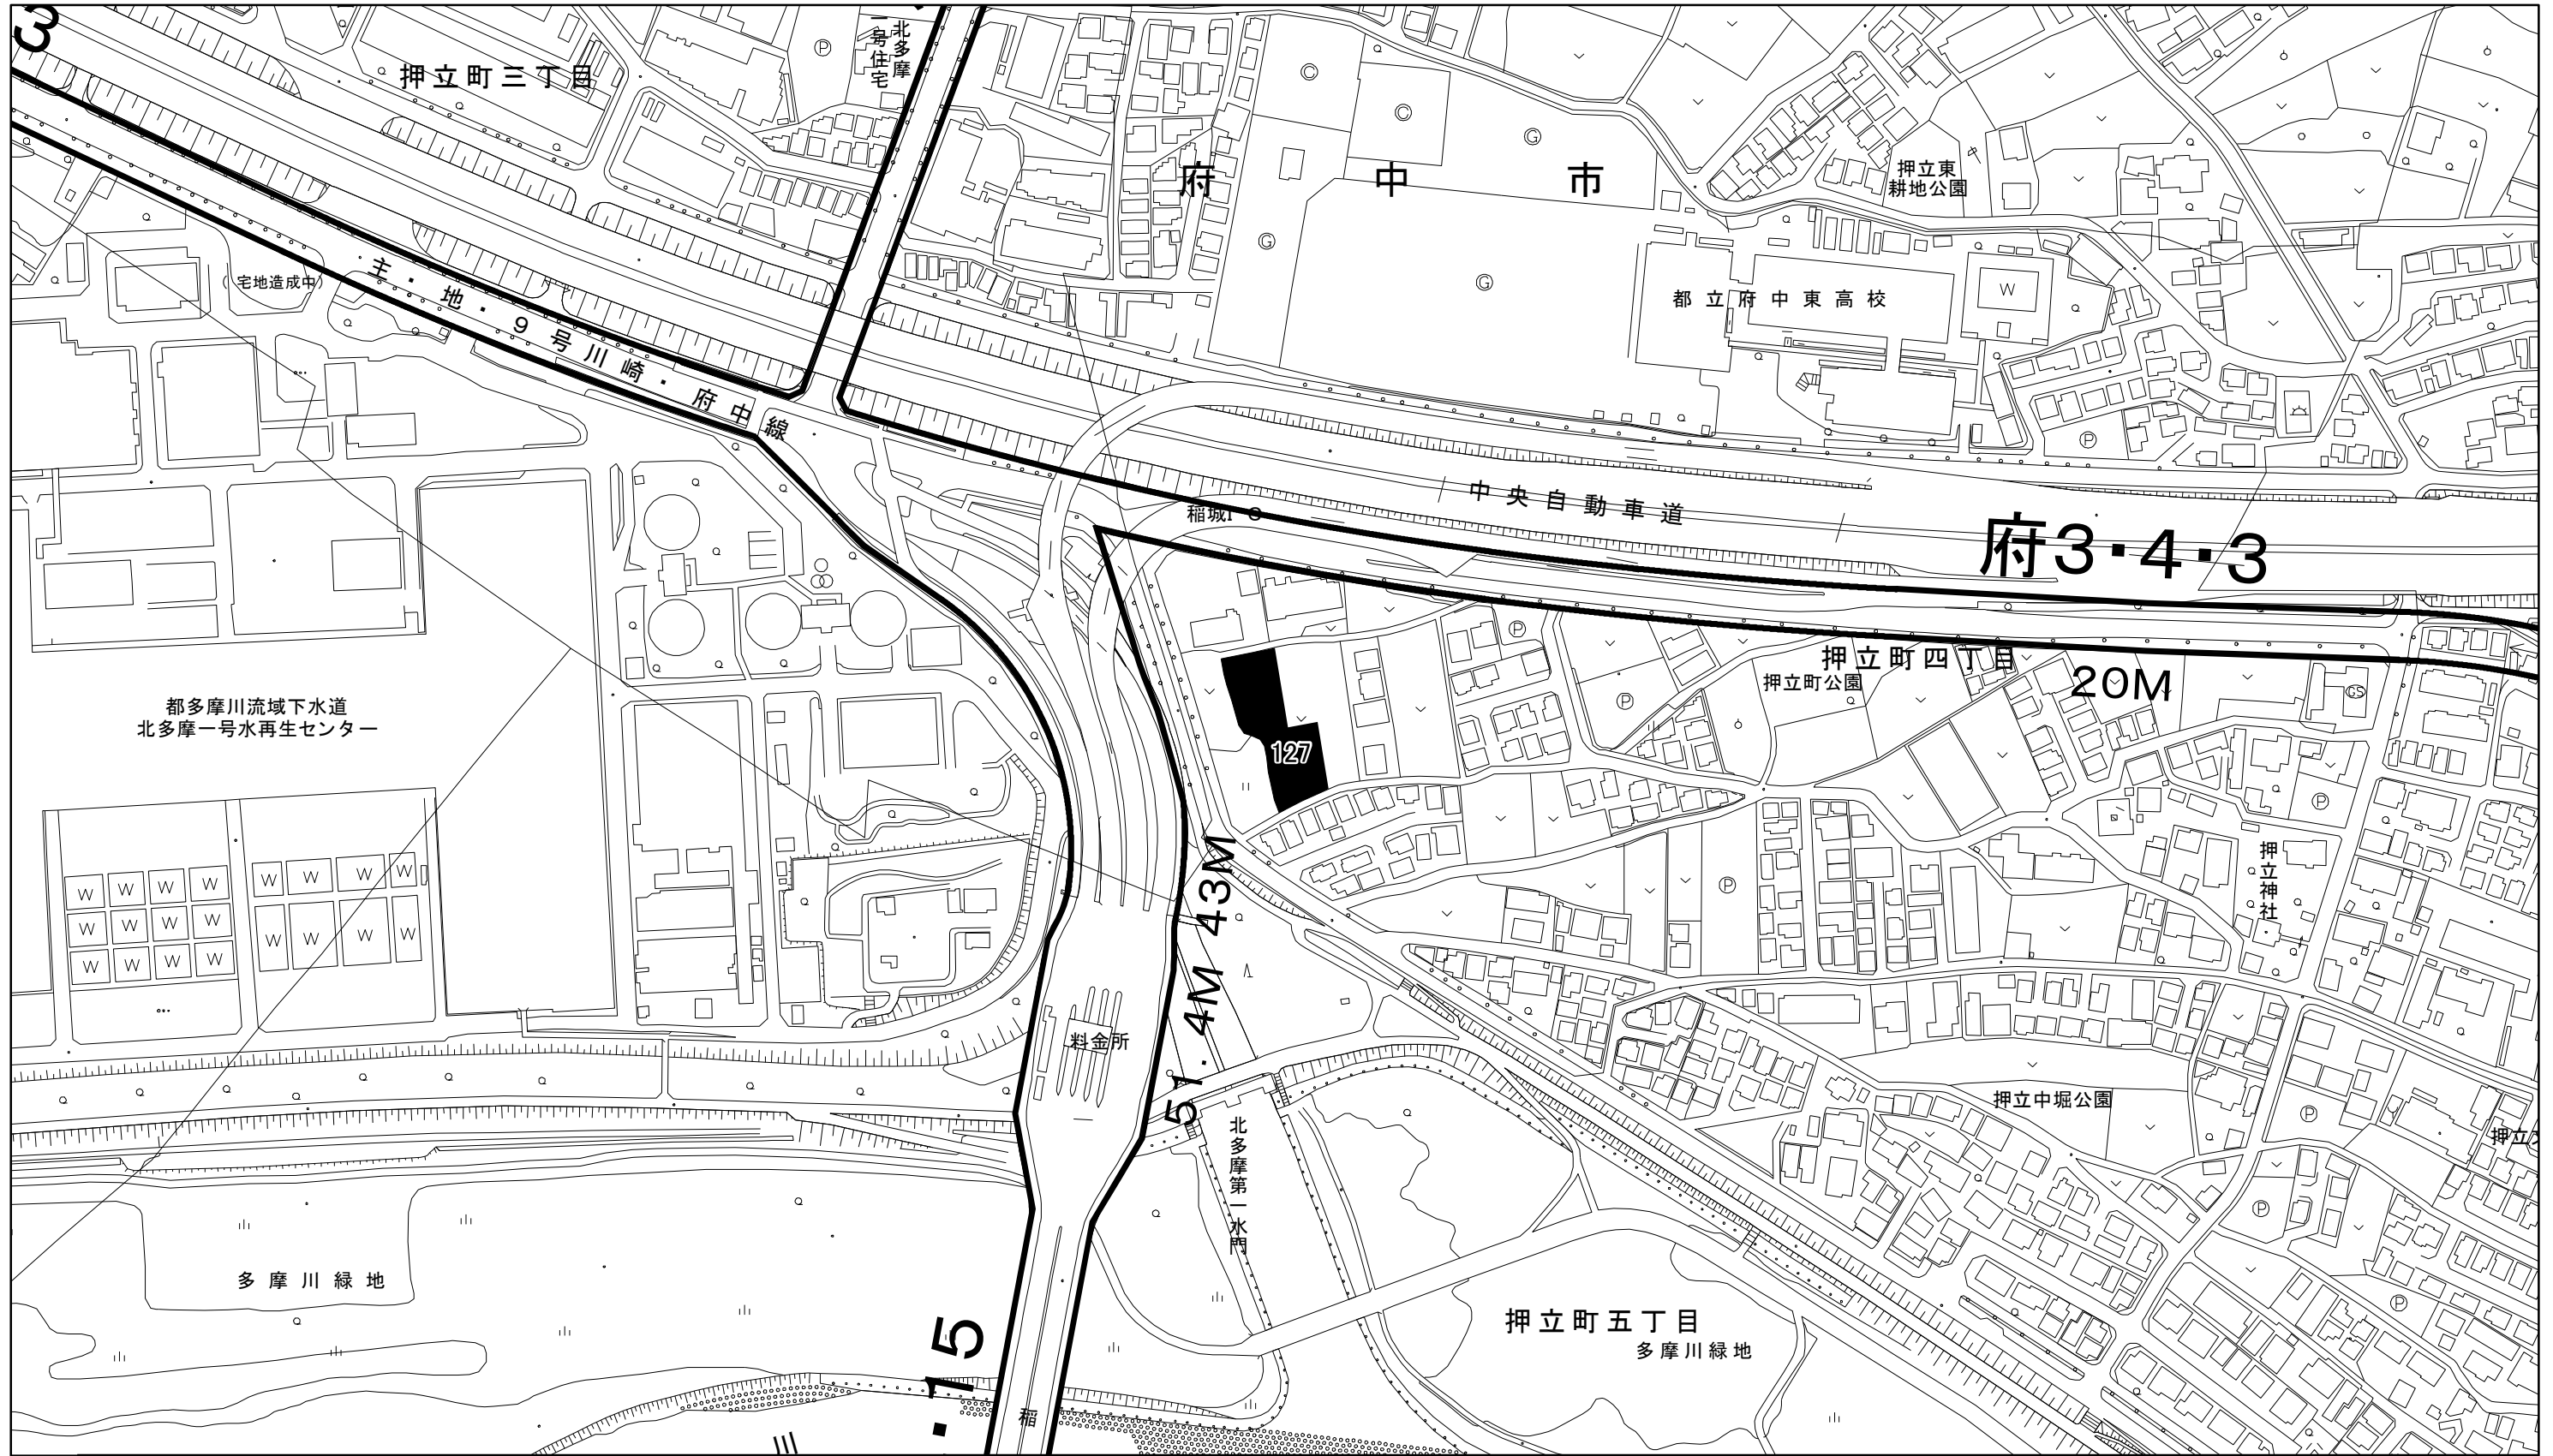 3
押立町三丁目
北多摩
一号住宅
P
C
C
G
G
G
府中市
押立東
耕地公園
(宅地造成中)
主・地・9号川崎・府中線
都立府中東高校
W
P
中央自動車道
稲城I C
府3・4・3
20M
押立町四丁目
押立町公園
P
P
GS
127
都多摩川流域下水道
北多摩一号水再生センター
P
P
押立神社
W W W W W W W W
W W W W W W W W
W W W W
51.4M 43M
料金所
押立中堀公園
P
P
P
北多摩第一水門
多摩川緑地
・15
押立町五丁目
多摩川緑地
稲
川